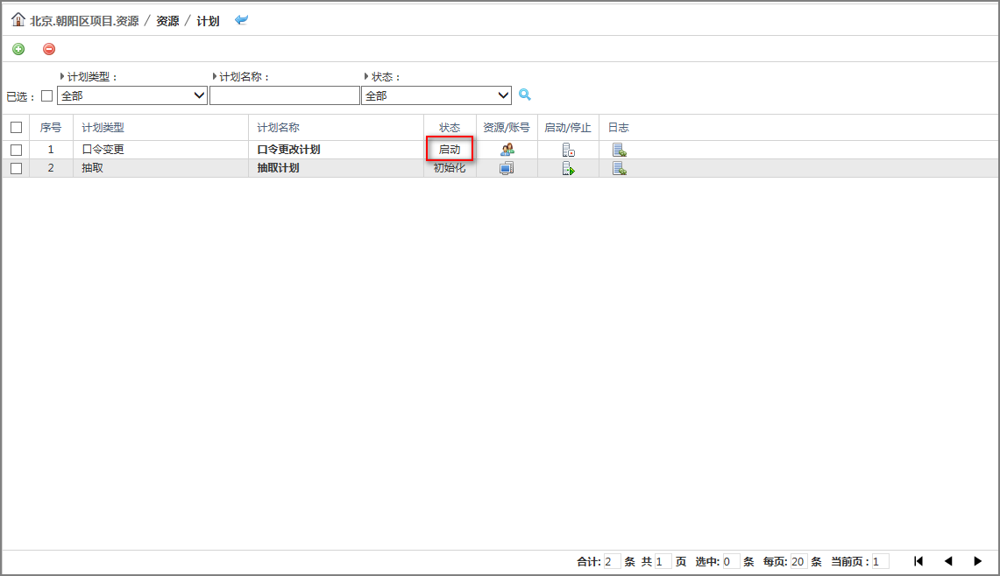 北京.朝阳区项目.资源 / 资源 / 计划
计划类型： 计划名称： 状态：
已选： 全部 全部
序号 计划类型 计划名称 状态 资源/账号 启动/停止 日志
1 口令变更 口令更改计划 启动
2 抽取 抽取计划 初始化
合计: 2 条 共 1 页 选中: 0 条 每页: 20 条 当前页: 1